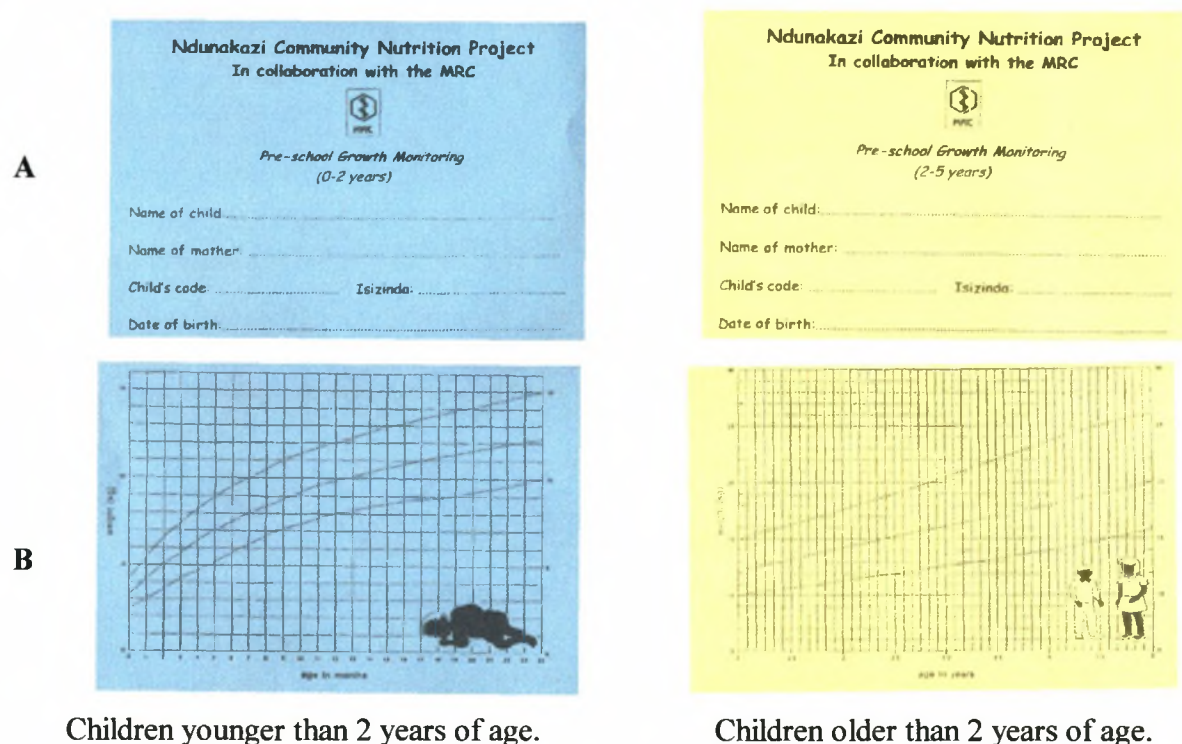 Ndunakazi Community Nutrition Project
In collaboration with the MRC
MRC
Pre-school Growth Monitoring
(0-2 years)
Name of child
Name of mother:
Child's code:
Isizinda:
Date of birth:
Ndunakazi Community Nutrition Project
In collaboration with the MRC
MRC
Pre-school Growth Monitoring
(2-5 years)
Name of child:
Name of mother:
Child's code:
Isizinda:
Date of birth:
A
B
age in months
age in years
Children younger than 2 years of age.
Children older than 2 years of age.